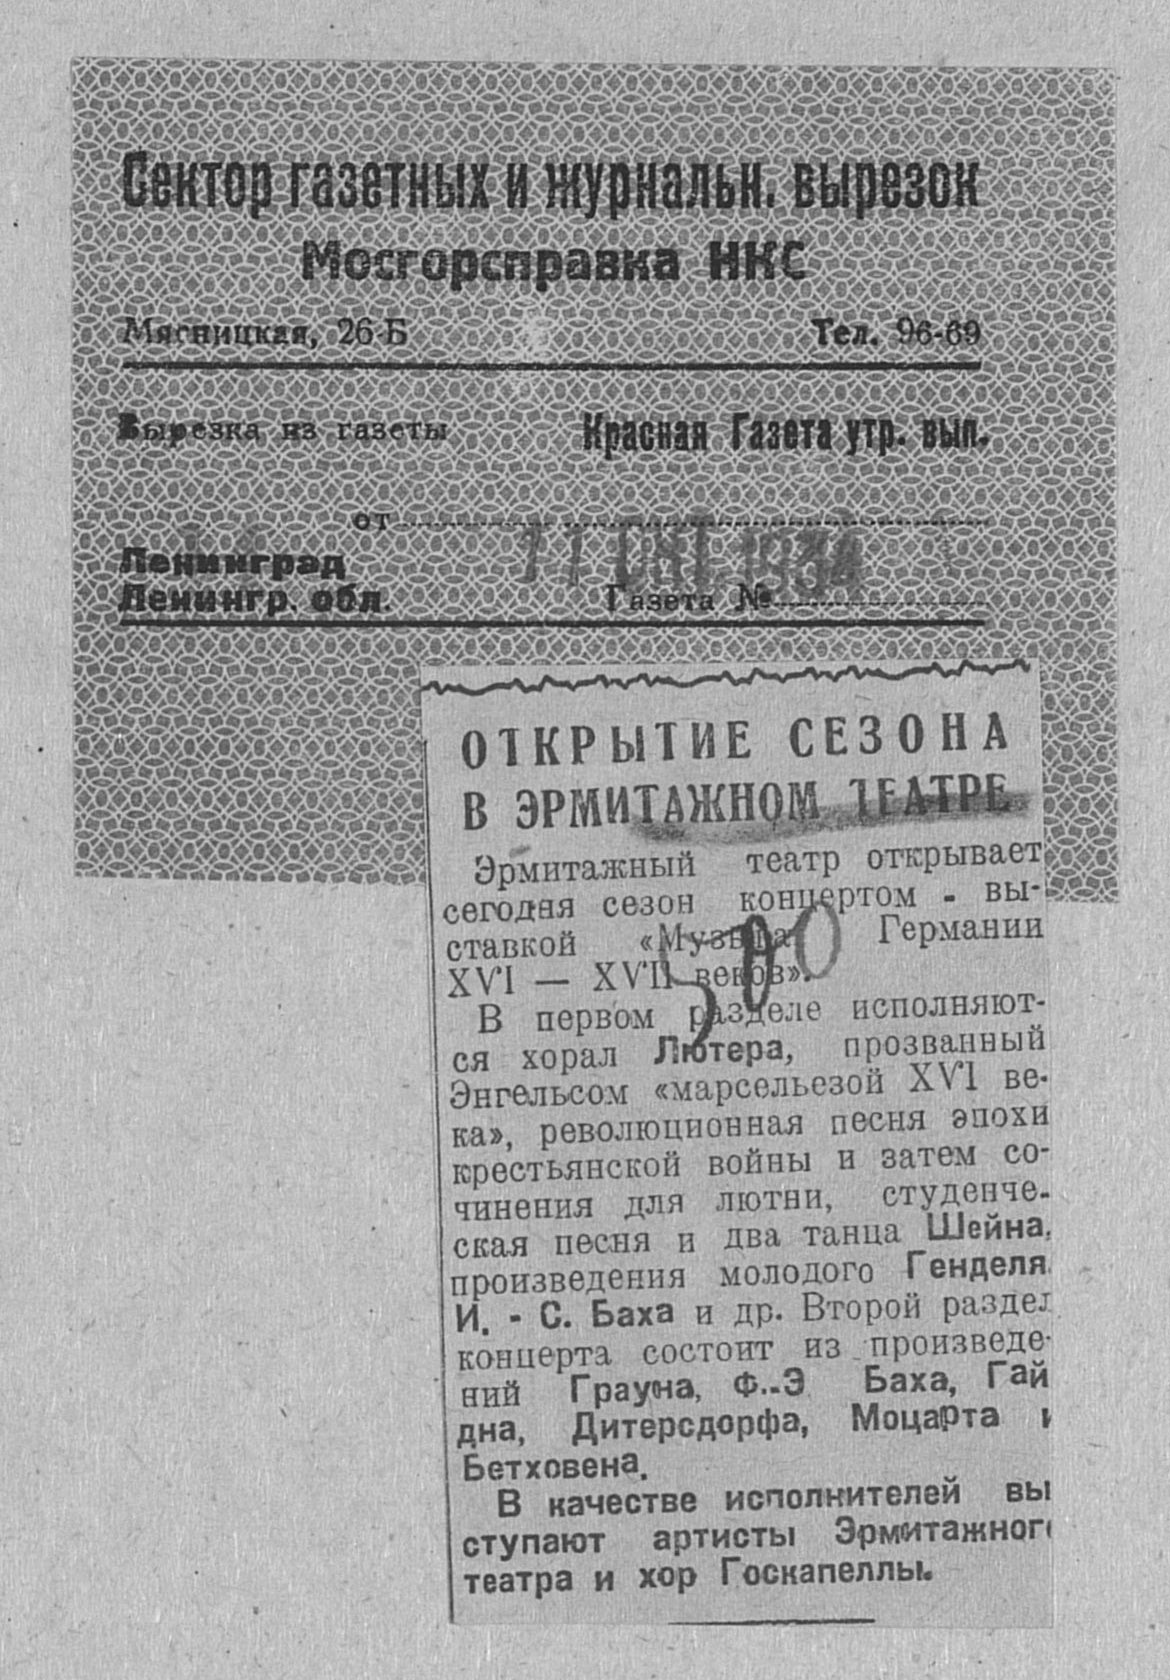 Сектор газетных и журнальн. вырезок
Мосгорсправка НКС
Мясницкая, 26-Б Тел. 96-69
Вырезка из газеты Красная Газета утр. вып.
от
11 ОКТ. 1934
Ленинград
Ленингр. обл. Газета №
ОТКРЫТИЕ СЕЗОНА
В ЭРМИТАЖНОМ ТЕАТРЕ
Эрмитажный театр открывает
сегодня сезон концертом - вы-
ставкой «Музыка Германии
XVI — XVII веков».
500
В первом разделе исполняют-
ся хорал Лютера, прозванный
Энгельсом «марсельезой XVI ве-
ка», революционная песня эпохи
крестьянской войны и затем со-
чинения для лютни, студенче-
ская песня и два танца Шейна,
произведения молодого Генделя,
И. - С. Баха и др. Второй раздел
концерта состоит из произведе-
ний Грауна, Ф.-Э Баха, Гай
дна, Дитерсдорфа, Моцарта и
Бетховена.
В качестве исполнителей вы
ступают артисты Эрмитажного
театра и хор Госкапеллы.